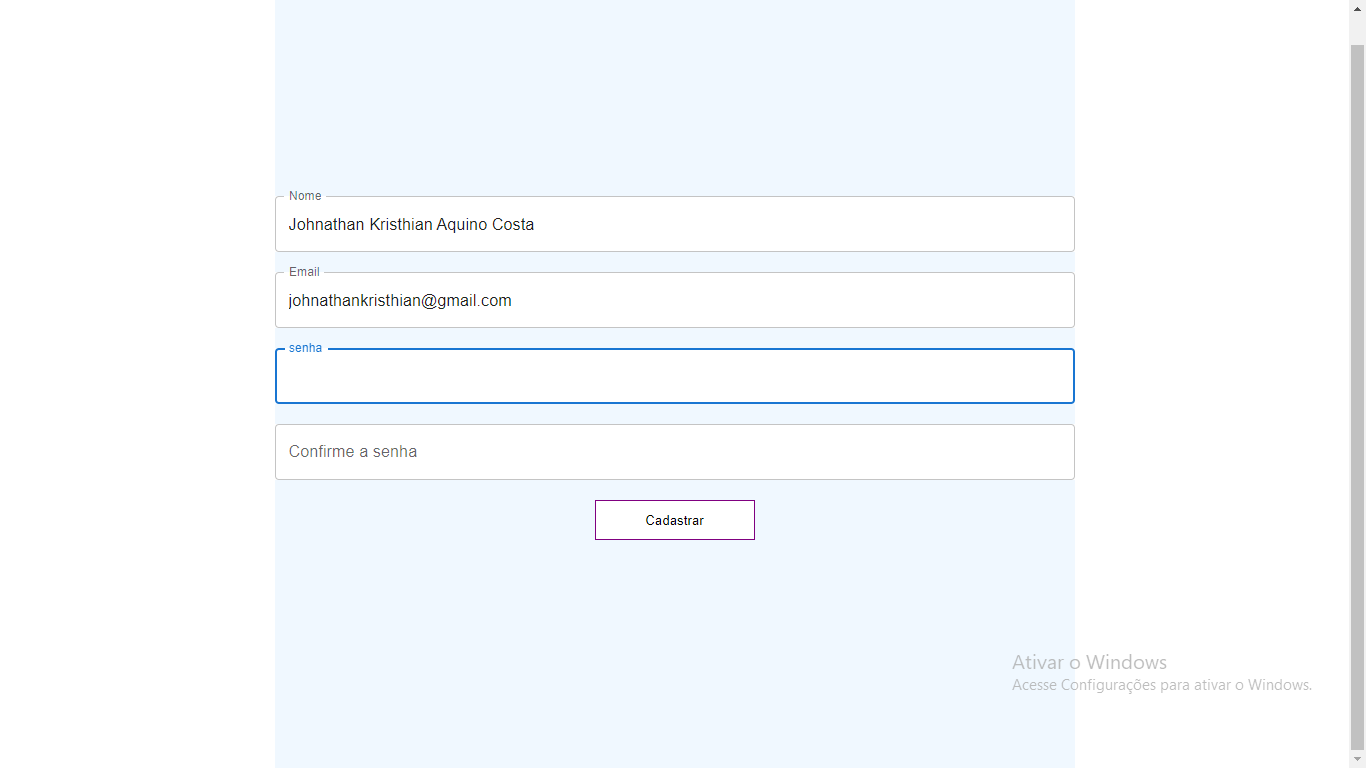 Nome
Johnathan Kristhian Aquino Costa
Email
johnathankristhian@gmail.com
senha
Confirme a senha
Cadastrar
Ativar o Windows
Acesse Configurações para ativar o Windows.